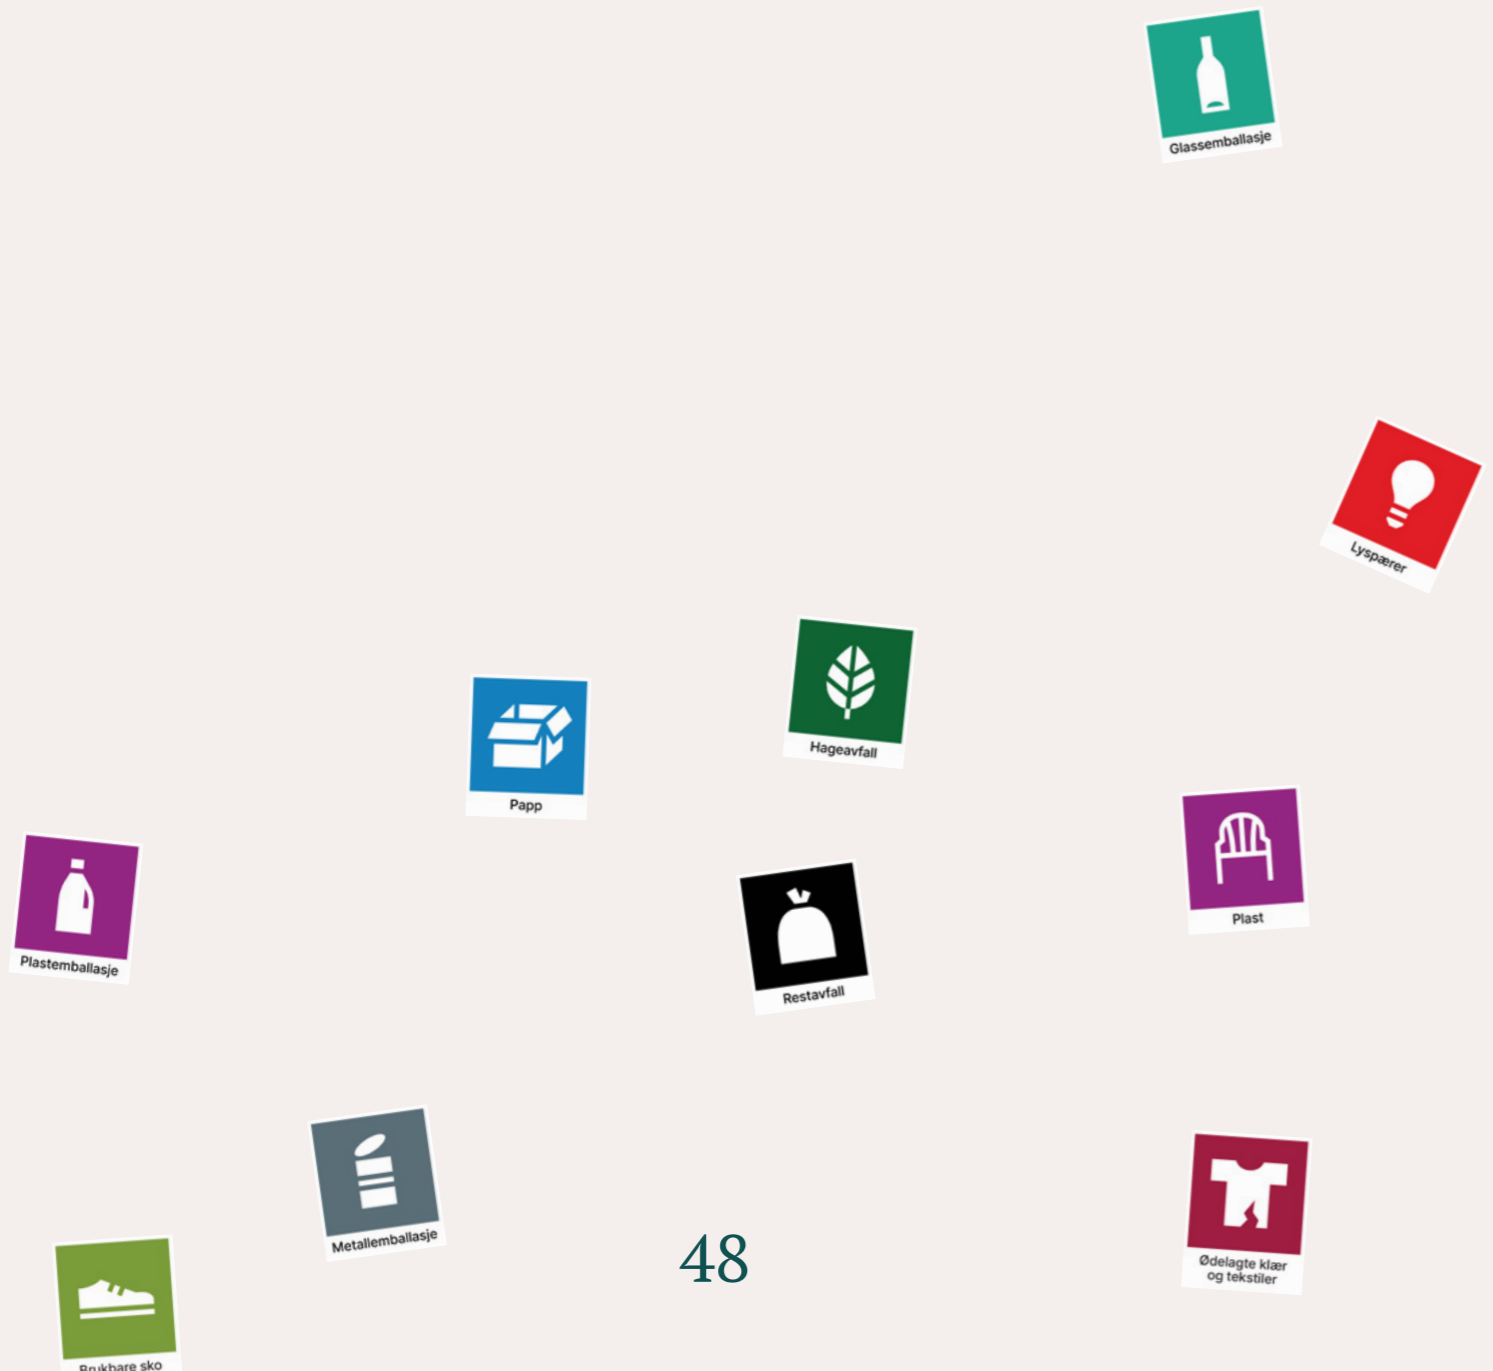 Glassemballasje
Lyspærer
Hageavfall
Papp
Plast
Plastemballasje
Restavfall
Metallemballasje
48
Ødelagte klær
og tekstiler
Brukbare sko